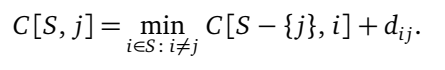 C[S, j] = min_{i∈S: i≠j} C[S − {j}, i] + d_{ij}.